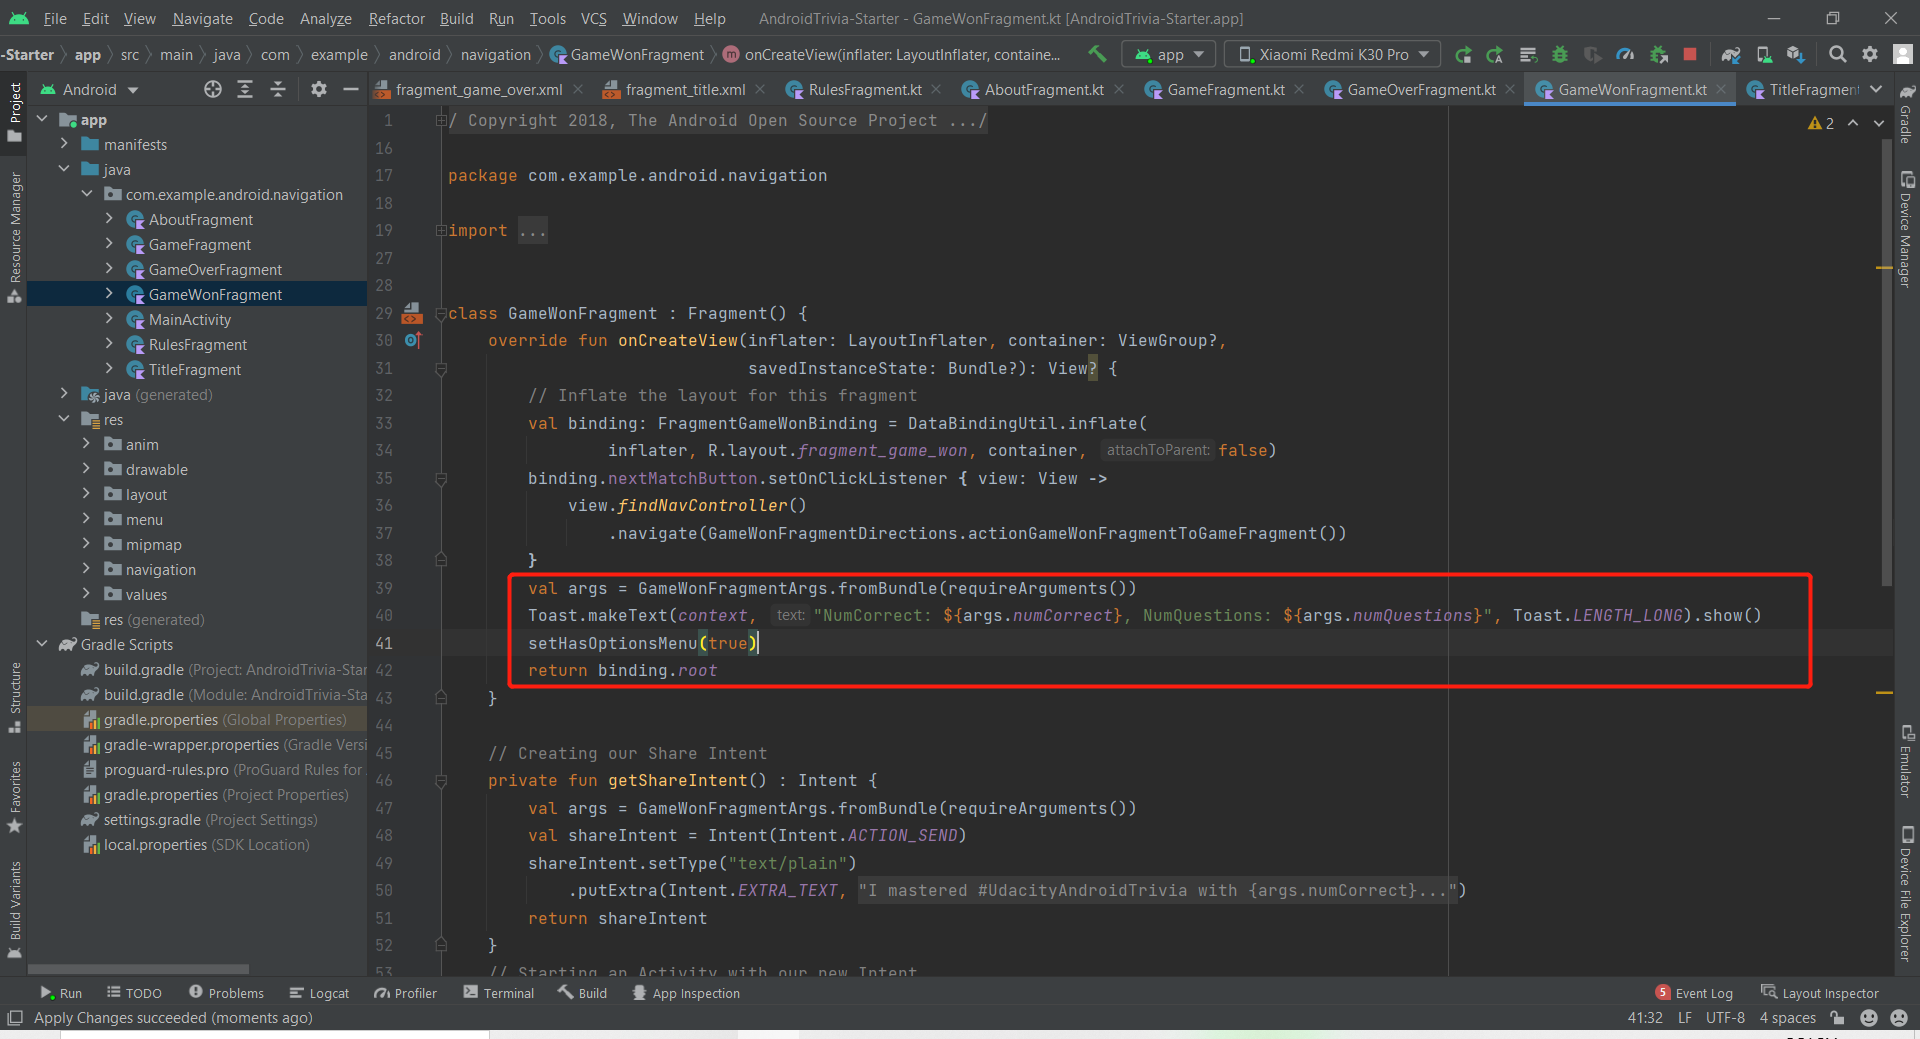 File Edit View Navigate Code Analyze Refactor Build Run Tools VCS Window Help AndroidTrivia-Starter - GameWonFragment.kt [AndroidTrivia-Starter.app]
-Starter app src main java com example android navigation GameWonFragment m onCreateView(inflater: LayoutInflater, containe... app Xiaomi Redmi K30 Pro
Android fragment_game_over.xml fragment_title.xml RulesFragment.kt AboutFragment.kt GameFragment.kt GameOverFragment.kt GameWonFragment.kt TitleFragment
Project
Resource Manager
Structure
Favorites
Build Variants
app
manifests
java
com.example.android.navigation
AboutFragment
GameFragment
GameOverFragment
GameWonFragment
MainActivity
RulesFragment
TitleFragment
java (generated)
res
anim
drawable
layout
menu
mipmap
navigation
values
res (generated)
Gradle Scripts
build.gradle (Project: AndroidTrivia-Star
build.gradle (Module: AndroidTrivia-Sta
gradle.properties (Global Properties)
gradle-wrapper.properties (Gradle Versi
proguard-rules.pro (ProGuard Rules for
gradle.properties (Project Properties)
settings.gradle (Project Settings)
local.properties (SDK Location)
1 / Copyright 2018, The Android Open Source Project .../
2
16
17 package com.example.android.navigation
18
19 import ...
27
28
29 class GameWonFragment : Fragment() {
30 override fun onCreateView(inflater: LayoutInflater, container: ViewGroup?,
31 savedInstanceState: Bundle?): View? {
32 // Inflate the layout for this fragment
33 val binding: FragmentGameWonBinding = DataBindingUtil.inflate(
34 inflater, R.layout.fragment_game_won, container, attachToParent: false)
35 binding.nextMatchButton.setOnClickListener { view: View ->
36 view.findNavController()
37 .navigate(GameWonFragmentDirections.actionGameWonFragmentToGameFragment())
38 }
39 val args = GameWonFragmentArgs.fromBundle(requireArguments())
40 Toast.makeText(context, text: "NumCorrect: ${args.numCorrect}, NumQuestions: ${args.numQuestions}", Toast.LENGTH_LONG).show()
41 setHasOptionsMenu(true)
42 return binding.root
43 }
44
45 // Creating our Share Intent
46 private fun getShareIntent() : Intent {
47 val args = GameWonFragmentArgs.fromBundle(requireArguments())
48 val shareIntent = Intent(Intent.ACTION_SEND)
49 shareIntent.setType("text/plain")
50 .putExtra(Intent.EXTRA_TEXT, "I mastered #UdacityAndroidTrivia with {args.numCorrect}...")
51 return shareIntent
52 }
53 // Starting an Activity with our new Intent
Gradle
Device Manager
Emulator
Device File Explorer
Run TODO Problems Logcat Profiler Terminal Build App Inspection 5 Event Log Layout Inspector
Apply Changes succeeded (moments ago) 41:32 LF UTF-8 4 spaces